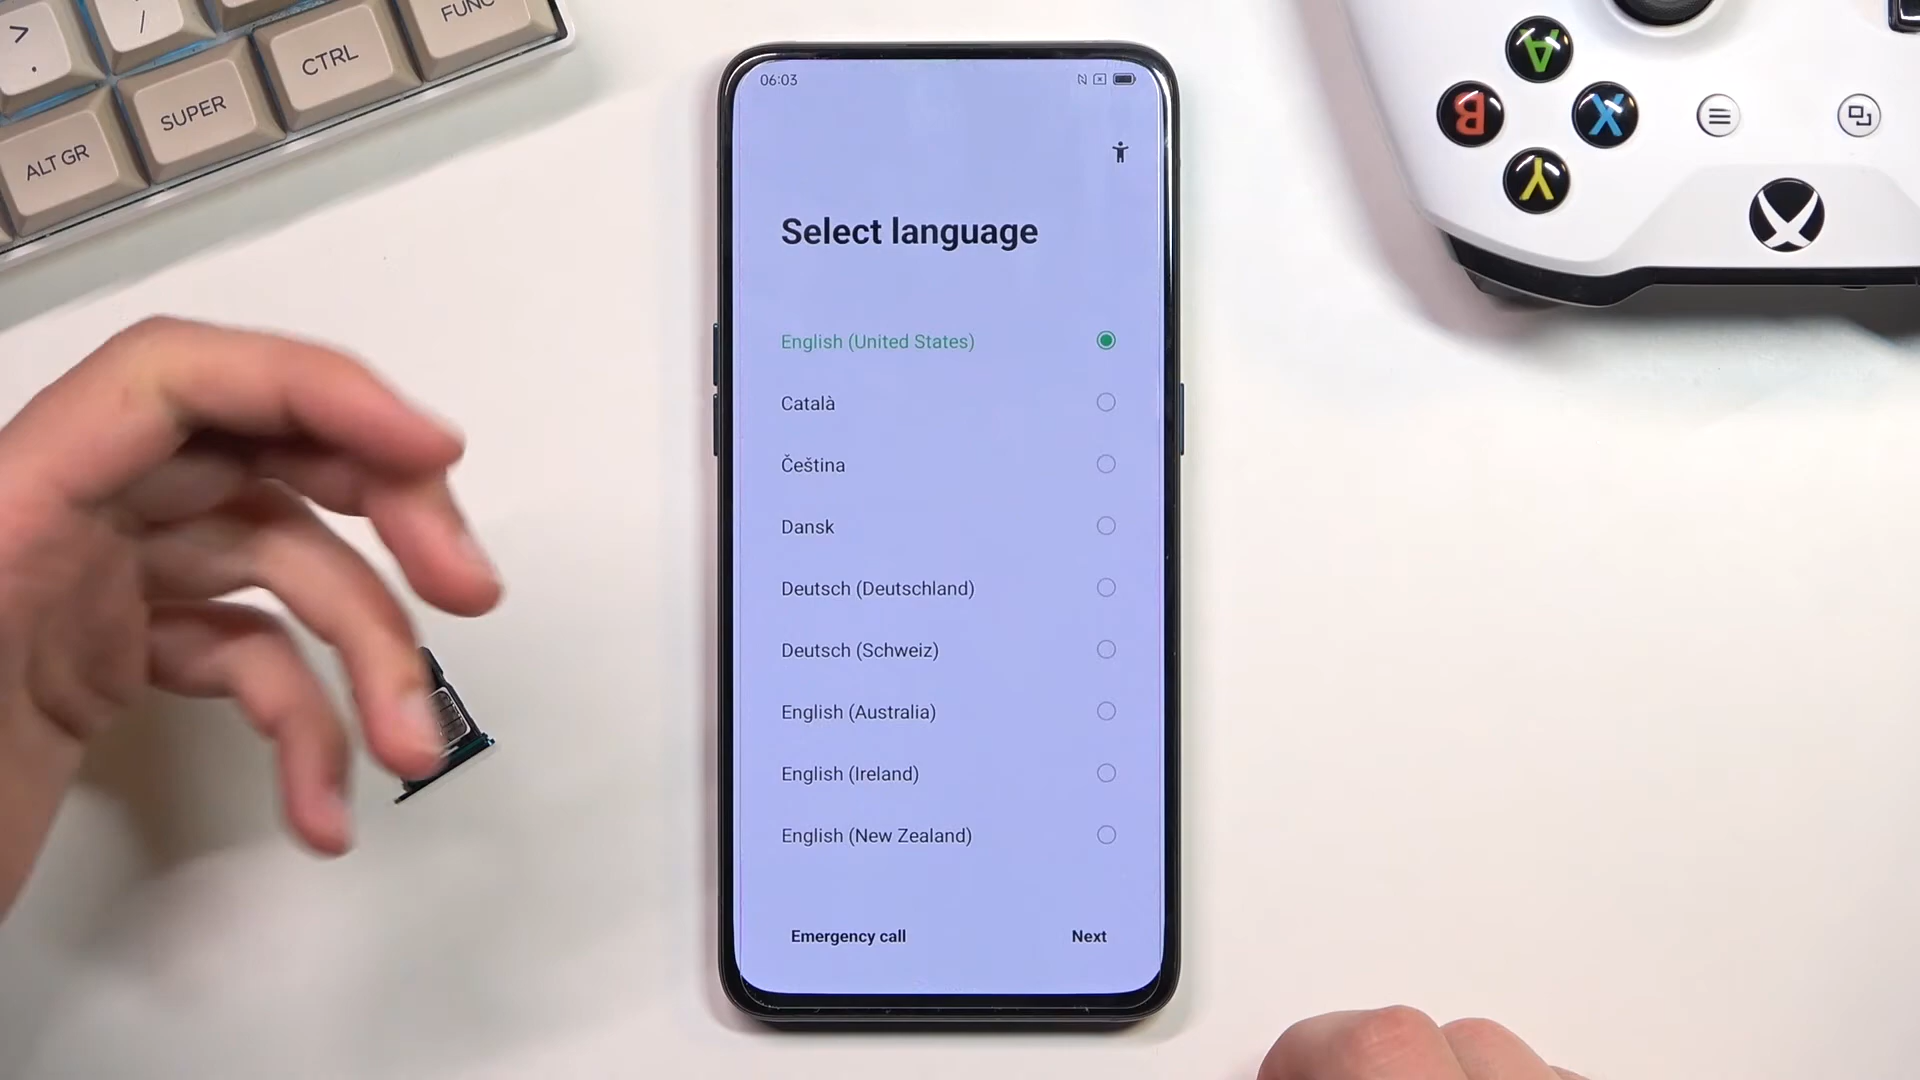 >
.
/
FUNC
CTRL
SUPER
ALT GR
06:03
Select language
English (United States)
Català
Čeština
Dansk
Deutsch (Deutschland)
Deutsch (Schweiz)
English (Australia)
English (Ireland)
English (New Zealand)
Emergency call
Next
A
B
X
Y